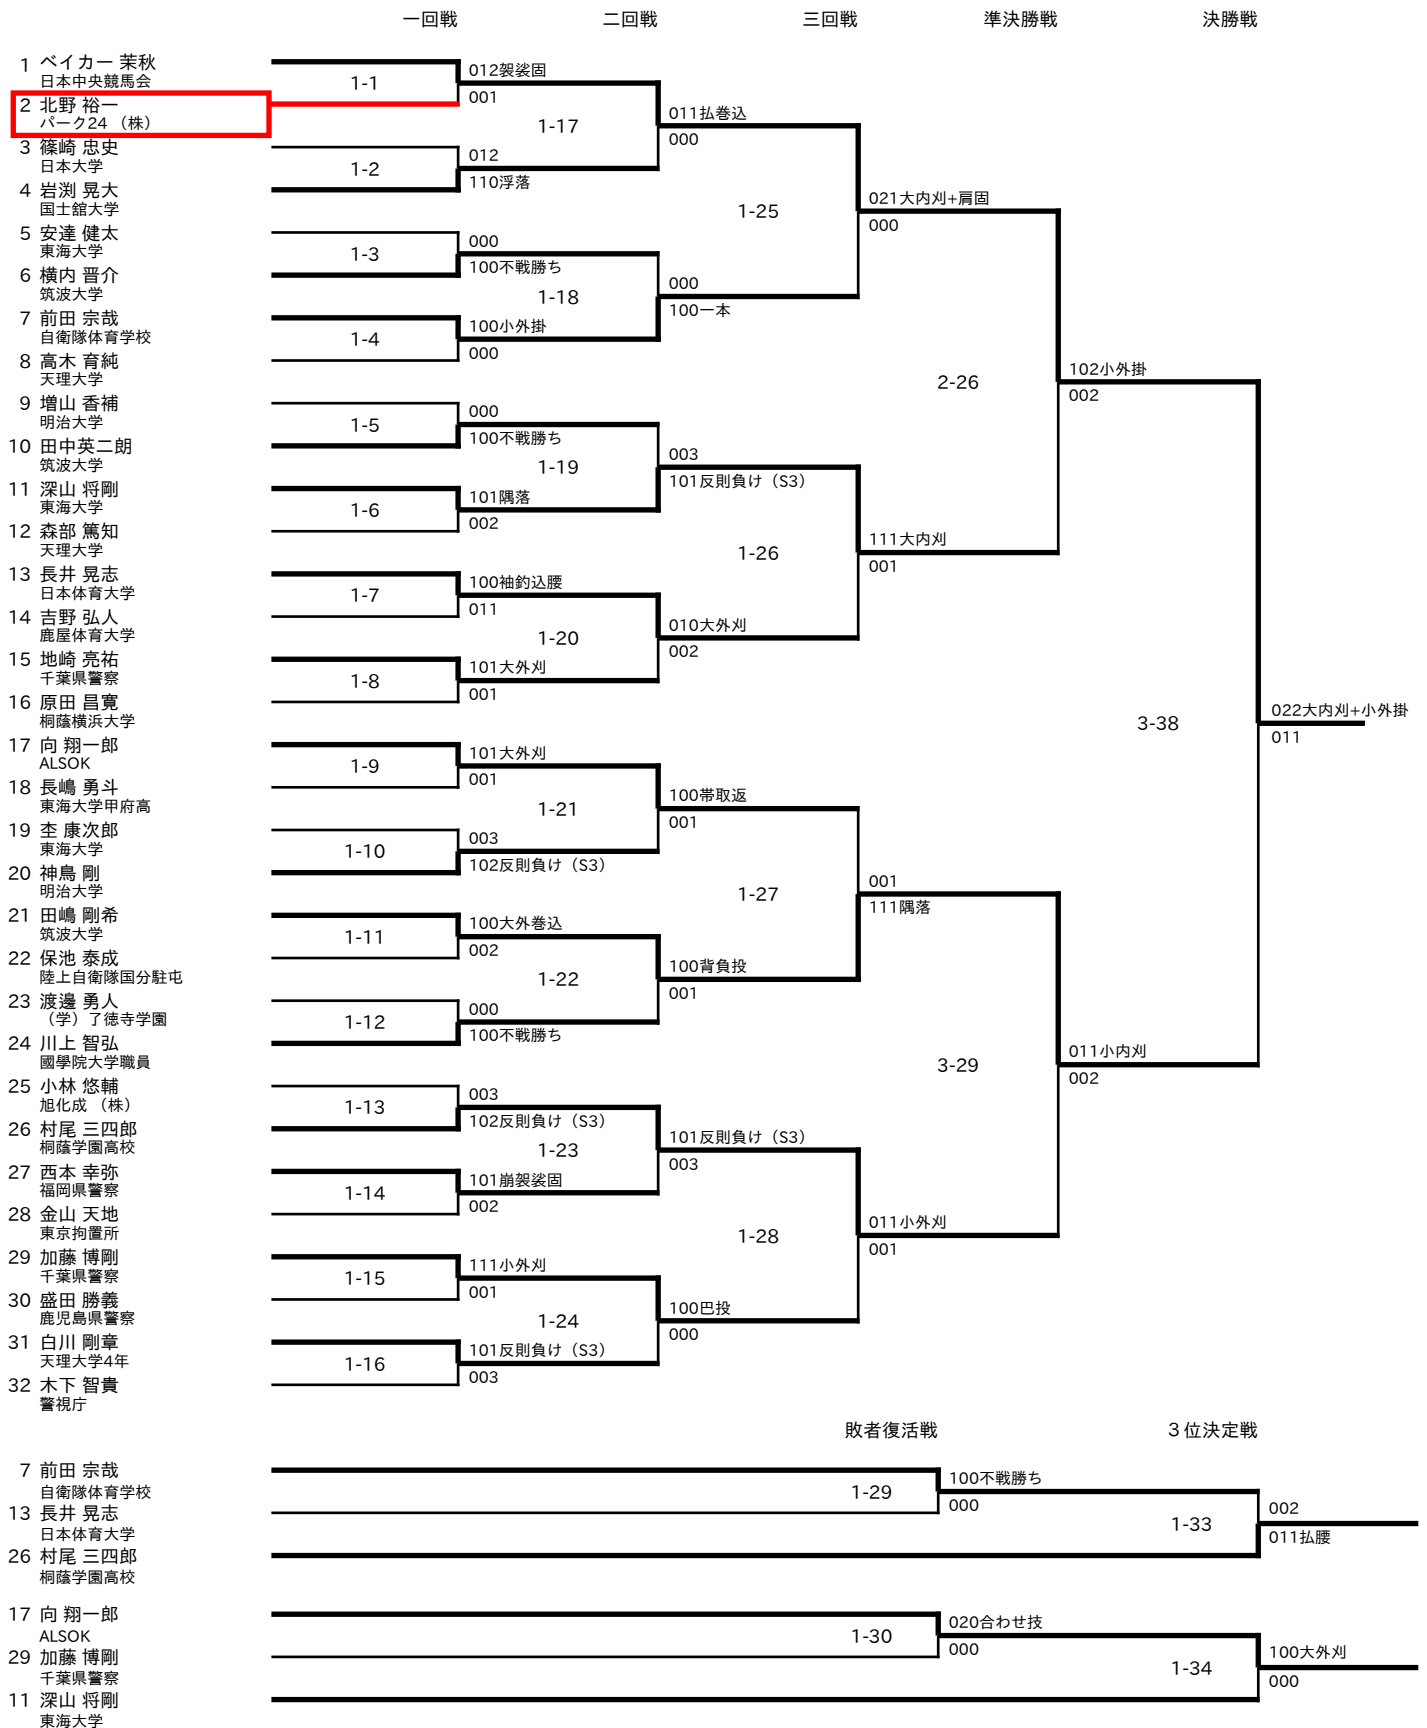 一回戦 二回戦 三回戦 準決勝戦 決勝戦
1 ベイカー 茉秋
日本中央競馬会
2 北野 裕一
パーク24 （株）
3 篠崎 忠史
日本大学
4 岩渕 晃大
国士舘大学
5 安達 健太
東海大学
6 横内 晋介
筑波大学
7 前田 宗哉
自衛隊体育学校
8 高木 育純
天理大学
9 増山 香補
明治大学
10 田中英二朗
筑波大学
11 深山 将剛
東海大学
12 森部 篤知
天理大学
13 長井 晃志
日本体育大学
14 吉野 弘人
鹿屋体育大学
15 地崎 亮祐
千葉県警察
16 原田 昌寛
桐蔭横浜大学
17 向 翔一郎
ALSOK
18 長嶋 勇斗
東海大学甲府高
19 杢 康次郎
東海大学
20 神鳥 剛
明治大学
21 田嶋 剛希
筑波大学
22 保池 泰成
陸上自衛隊国分駐屯
23 渡邊 勇人
（学）了徳寺学園
24 川上 智弘
國學院大学職員
25 小林 悠輔
旭化成 （株）
26 村尾 三四郎
桐蔭学園高校
27 西本 幸弥
福岡県警察
28 金山 天地
東京拘置所
29 加藤 博剛
千葉県警察
30 盛田 勝義
鹿児島県警察
31 白川 剛章
天理大学4年
32 木下 智貴
警視庁
1-1
012袈裟固
001
1-2
012
110浮落
1-3
000
100不戦勝ち
1-4
100小外掛
000
1-5
000
100不戦勝ち
1-6
101隅落
002
1-7
100袖釣込腰
011
1-8
101大外刈
001
1-9
101大外刈
001
1-10
003
102反則負け（S3）
1-11
100大外巻込
002
1-12
000
100不戦勝ち
1-13
003
102反則負け（S3）
1-14
101崩袈裟固
002
1-15
111小外刈
001
1-16
101反則負け（S3）
003
1-17
011払巻込
000
1-18
000
100一本
1-19
003
101反則負け（S3）
1-20
010大外刈
002
1-21
100帯取返
001
1-22
100背負投
001
1-23
101反則負け（S3）
003
1-24
100巴投
000
1-25
021大内刈+肩固
000
1-26
111大内刈
001
1-27
001
111隅落
1-28
011小外刈
001
2-26
102小外掛
002
3-29
011小内刈
002
3-38
022大内刈+小外掛
011
敗者復活戦 ３位決定戦
7 前田 宗哉
自衛隊体育学校
13 長井 晃志
日本体育大学
26 村尾 三四郎
桐蔭学園高校
1-29
100不戦勝ち
000
1-33
002
011払腰
17 向 翔一郎
ALSOK
29 加藤 博剛
千葉県警察
11 深山 将剛
東海大学
1-30
020合わせ技
000
1-34
100大外刈
000